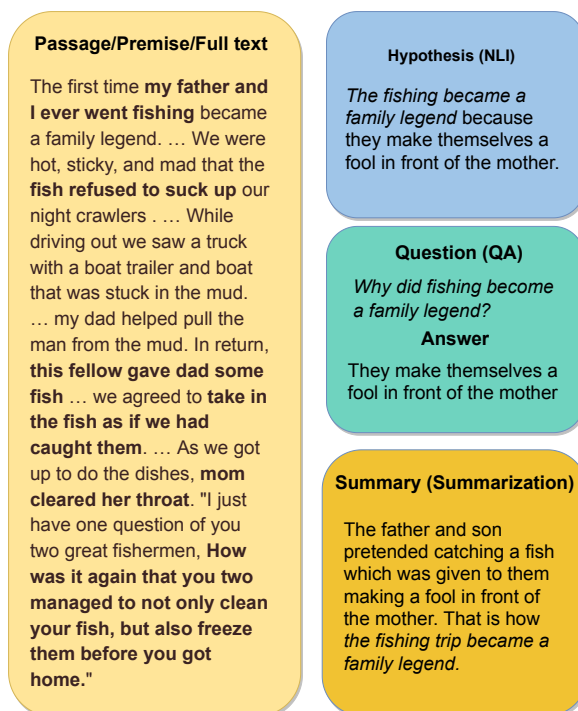 Passage/Premise/Full text
The first time my father and
I ever went fishing became
a family legend. … We were
hot, sticky, and mad that the
fish refused to suck up our
night crawlers . … While
driving out we saw a truck
with a boat trailer and boat
that was stuck in the mud.
… my dad helped pull the
man from the mud. In return,
this fellow gave dad some
fish … we agreed to take in
the fish as if we had
caught them. … As we got
up to do the dishes, mom
cleared her throat. "I just
have one question of you
two great fishermen, How
was it again that you two
managed to not only clean
your fish, but also freeze
them before you got
home."
Hypothesis (NLI)
The fishing became a
family legend because
they make themselves a
fool in front of the mother.
Question (QA)
Why did fishing become
a family legend?
Answer
They make themselves a
fool in front of the mother
Summary (Summarization)
The father and son
pretended catching a fish
which was given to them
making a fool in front of
the mother. That is how
the fishing trip became a
family legend.